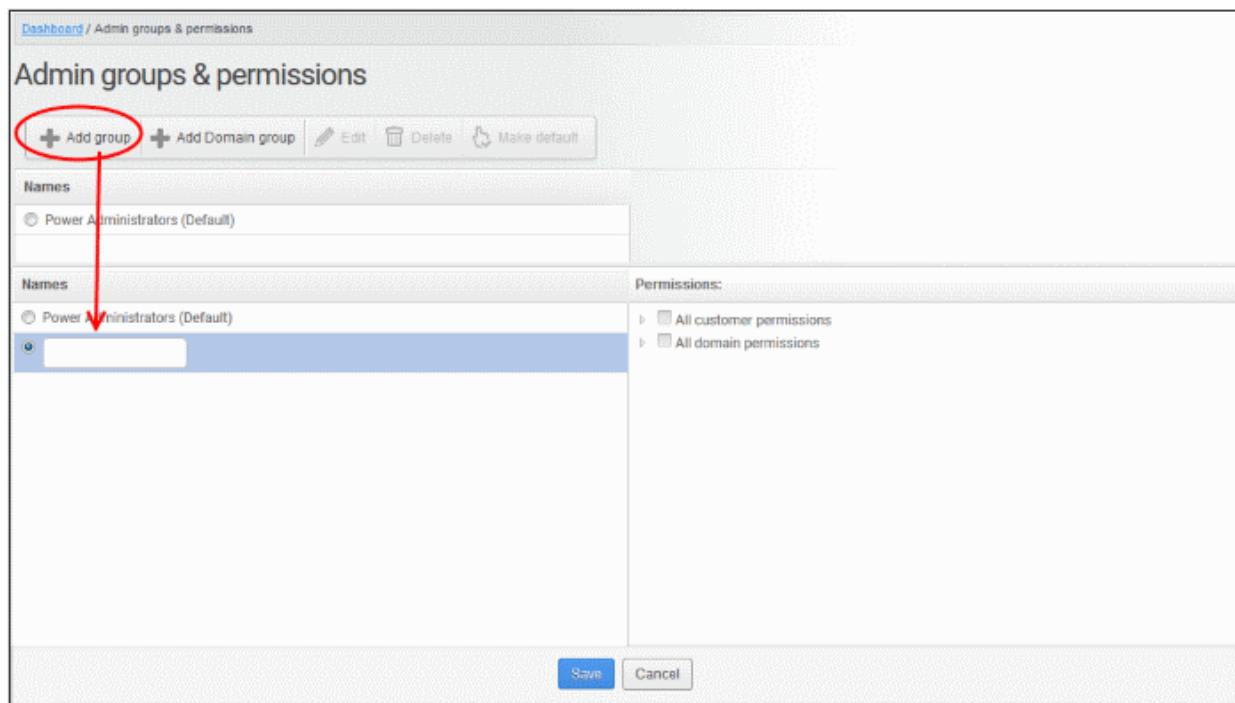 Dashboard / Admin groups & permissions
Admin groups & permissions
Add group Add Domain group Edit Delete Make default
Names
Power Administrators (Default)
Names Permissions:
Power Administrators (Default) All customer permissions
All domain permissions
Save Cancel